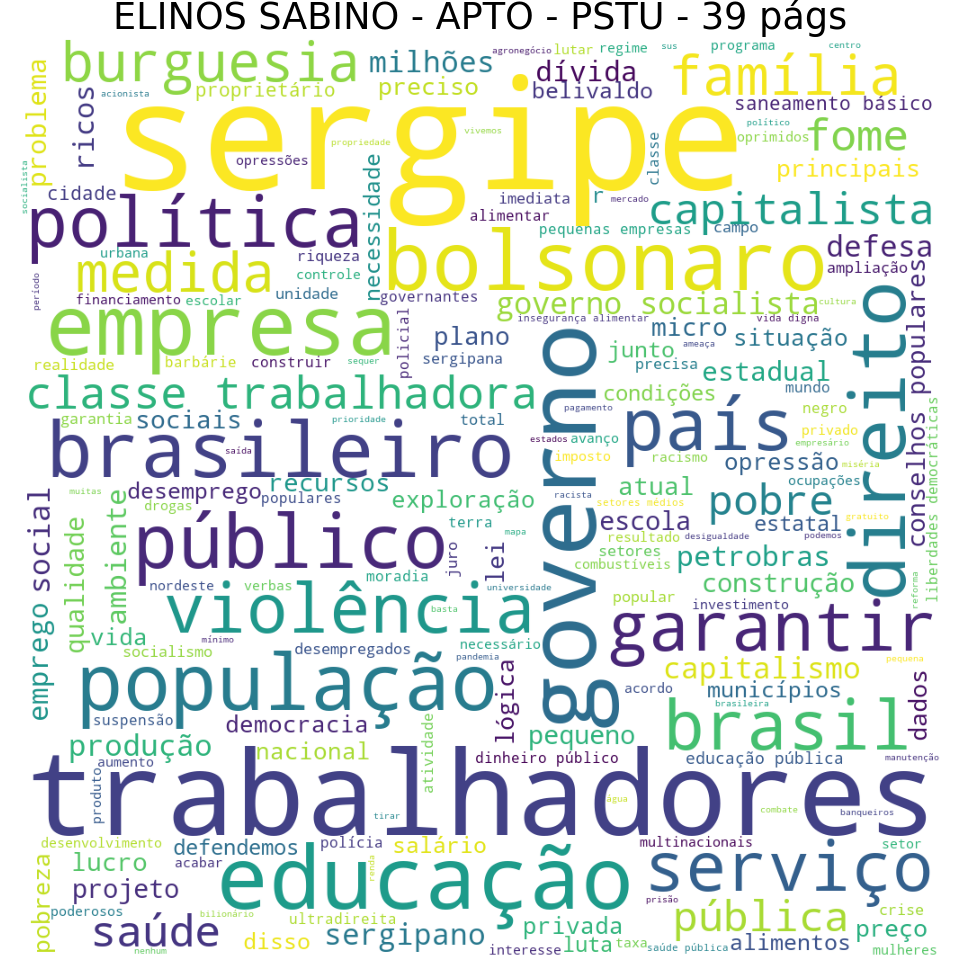 ELINOS SABINO - APTO - PSTU - 39 págs
agronegócio lutar regime sus programa centro
burguesia milhões família
problema acionista proprietário preciso dívida belivaldo saneamento básico
ricos sergipe político
vivemos propriedade oprimidos fome
socialista opressões classe principais
cidade necessidade imediata r mercado capitalista
política alimentar pequenas empresas campo
urbana riqueza bolsonaro defesa
medida controle ampliação
período financiamento escolar unidade governantes governo socialista cultura
empresa policial insegurança alimentar vida digna
plano micro situação direito conselhos populares
realidade barbárie construir sequer sergipana governo junto precisa ameaça estadual
classe trabalhadora condições mundo
garantia sociais prioridade total pagamento país negro liberdades democráticas
brasileiro saída estados avanço privado empresário
imposto racismo opressão miséria
muitas desemprego recursos racista atual ocupações
social drogas populares exploração setores médios pobre
qualidade ambiente público terra mapa escola estatal gratuito
resultado desigualdade podemos
juro lei setores petrobras
nordeste verbas moradia combustíveis construção
emprego violência universidade popular investimento reforma
vida mínimo basta garantir
socialismo desempregados necessário
população pandemia capitalismo pequena
lógica acordo municípios dados
suspensão democracia brasileira
produção nacional atividade pequeno brasil
aumento dinheiro público educação pública manutenção
produto trabalhadores água combate banqueiros
tirar
desenvolvimento defendemos polícia salário multinacionais setor
pobreza lucro acabar educação renda serviço
projeto prisão
poderosos bilionário ultradireita privada pública crise
saúde disso sergipano preço
nenhum interesse luta taxa saúde pública alimentos mulheres